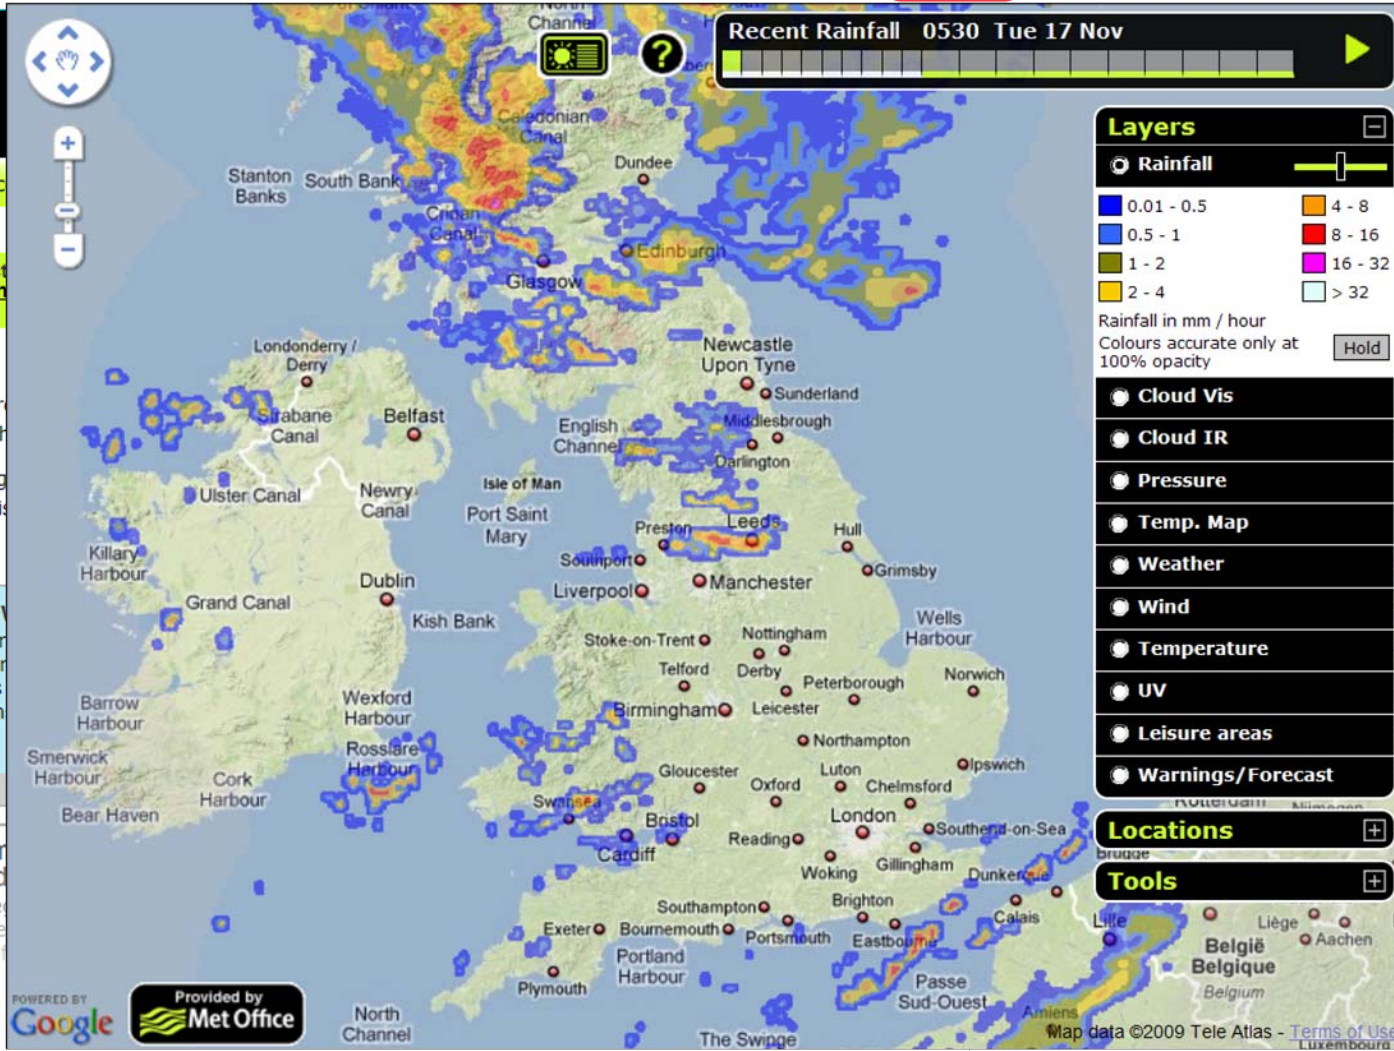 North
Channel
Recent Rainfall 0530 Tue 17 Nov
?
Layers
Rainfall
0.01 - 0.5
4 - 8
0.5 - 1
8 - 16
1 - 2
16 - 32
2 - 4
> 32
Rainfall in mm / hour
Colours accurate only at
100% opacity
Hold
Cloud Vis
Cloud IR
Pressure
Temp. Map
Weather
Wind
Temperature
UV
Leisure areas
Warnings/Forecast
Locations
Tools
Caledonian
Canal
Dundee
Stanton
Banks
South Bank
Crinan
Canal
Edinburgh
Glasgow
Londonderry /
Derry
Newcastle
Upon Tyne
Sunderland
Strabane
Canal
Belfast
English
Channel
Middlesbrough
Darlington
Isle of Man
Ulster Canal
Newry
Canal
Port Saint
Mary
Preston
Leeds
Hull
Killary
Harbour
Southport
Grimsby
Dublin
Liverpool
Manchester
Grand Canal
Kish Bank
Wells
Harbour
Stoke-on-Trent
Nottingham
Telford
Derby
Peterborough
Norwich
Barrow
Harbour
Wexford
Harbour
Birmingham
Leicester
Northampton
Smerwick
Harbour
Rosslare
Harbour
Cork
Harbour
Gloucester
Luton
Ipswich
Oxford
Chelmsford
Bear Haven
Swansea
Bristol
London
Cardiff
Reading
Southend-on-Sea
Rotterdam
Nijmegen
Brugge
Woking
Gillingham
Dunkerque
Southampton
Brighton
Calais
Lille
Liège
Exeter
Bournemouth
Portsmouth
Eastbourne
Aachen
België
Belgique
Belgium
Portland
Harbour
Plymouth
Passe
Sud-Ouest
POWERED BY
Google
Provided by
Met Office
North
Channel
The Swinge
Amiens
Map data ©2009 Tele Atlas - Terms of Use
Luxembourg